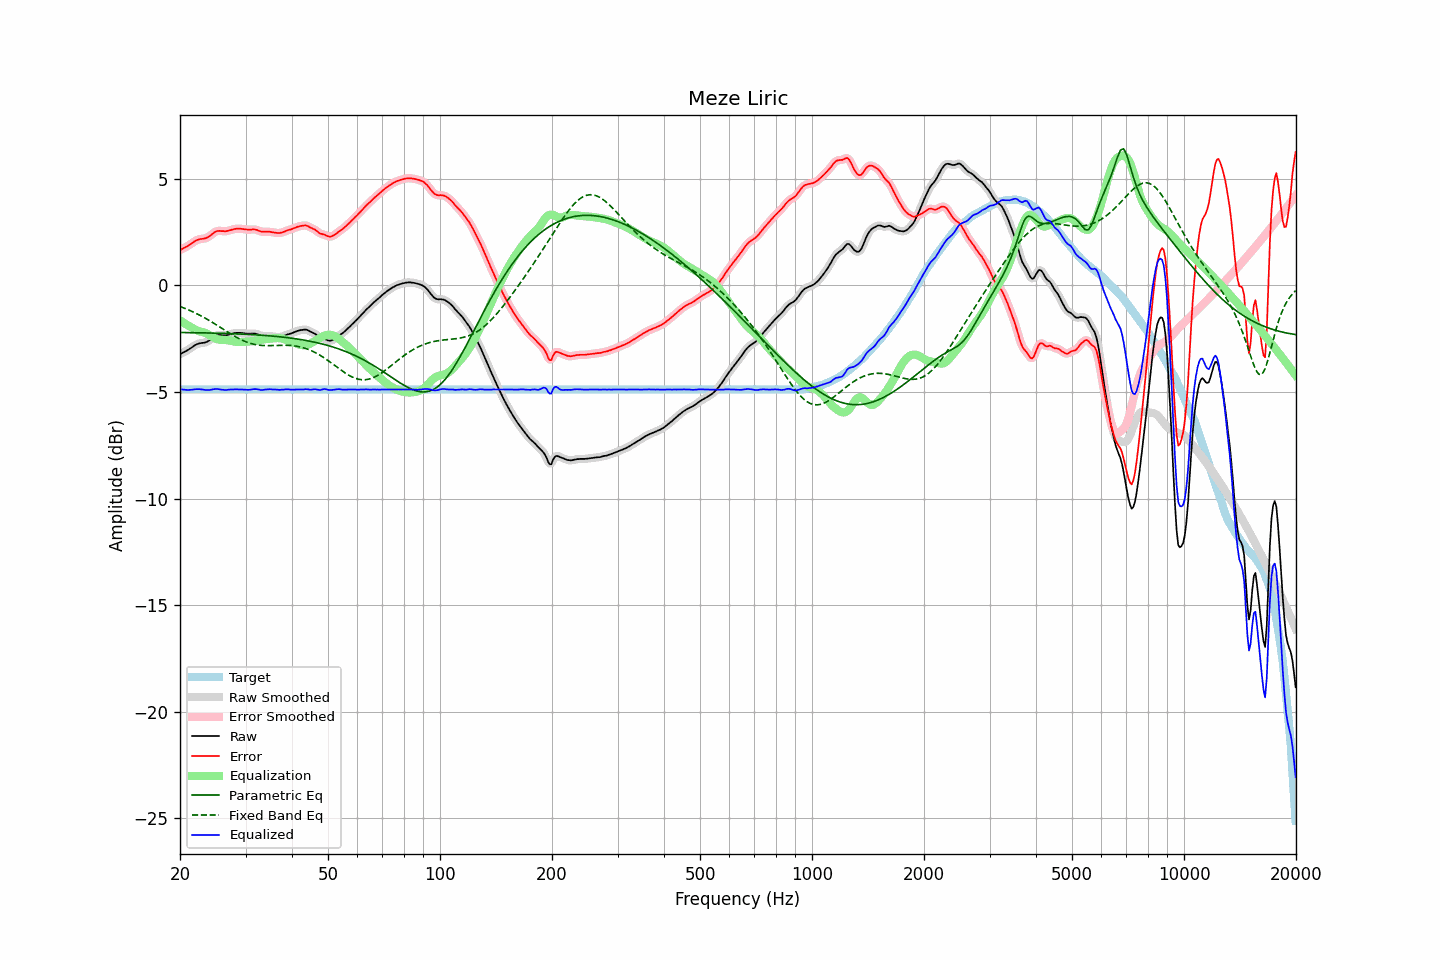 Meze Liric
5
0
−5
−10
−15
−20
−25
Amplitude (dBr)
Target
Raw Smoothed
Error Smoothed
Raw
Error
Equalization
Parametric Eq
Fixed Band Eq
Equalized
20 50 100 200 500 1000 2000 5000 10000 20000
Frequency (Hz)